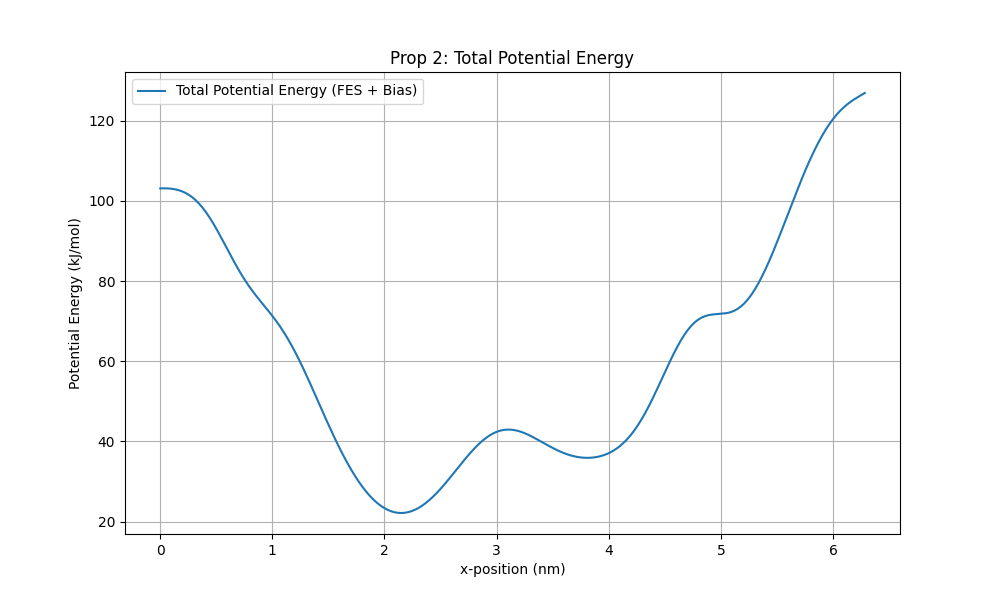 Prop 2: Total Potential Energy
Total Potential Energy (FES + Bias)
Potential Energy (kJ/mol)
120
100
80
60
40
20
0 1 2 3 4 5 6
x-position (nm)